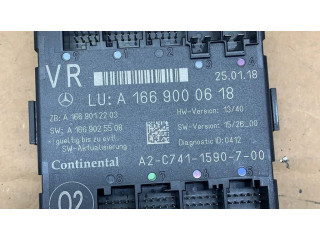 VR
25.01.18
LU: A 166 900 06 18
ZB: A 166 901 22 03
HW-Version: 13/40
SW: A 166 902 55 08
SW-Version: 15/26_00
gueltig bis zu evtl.
SW-Aktualisierung
Diagnostic ID: 0412
Continental
A2-C741-1590-7-00
02